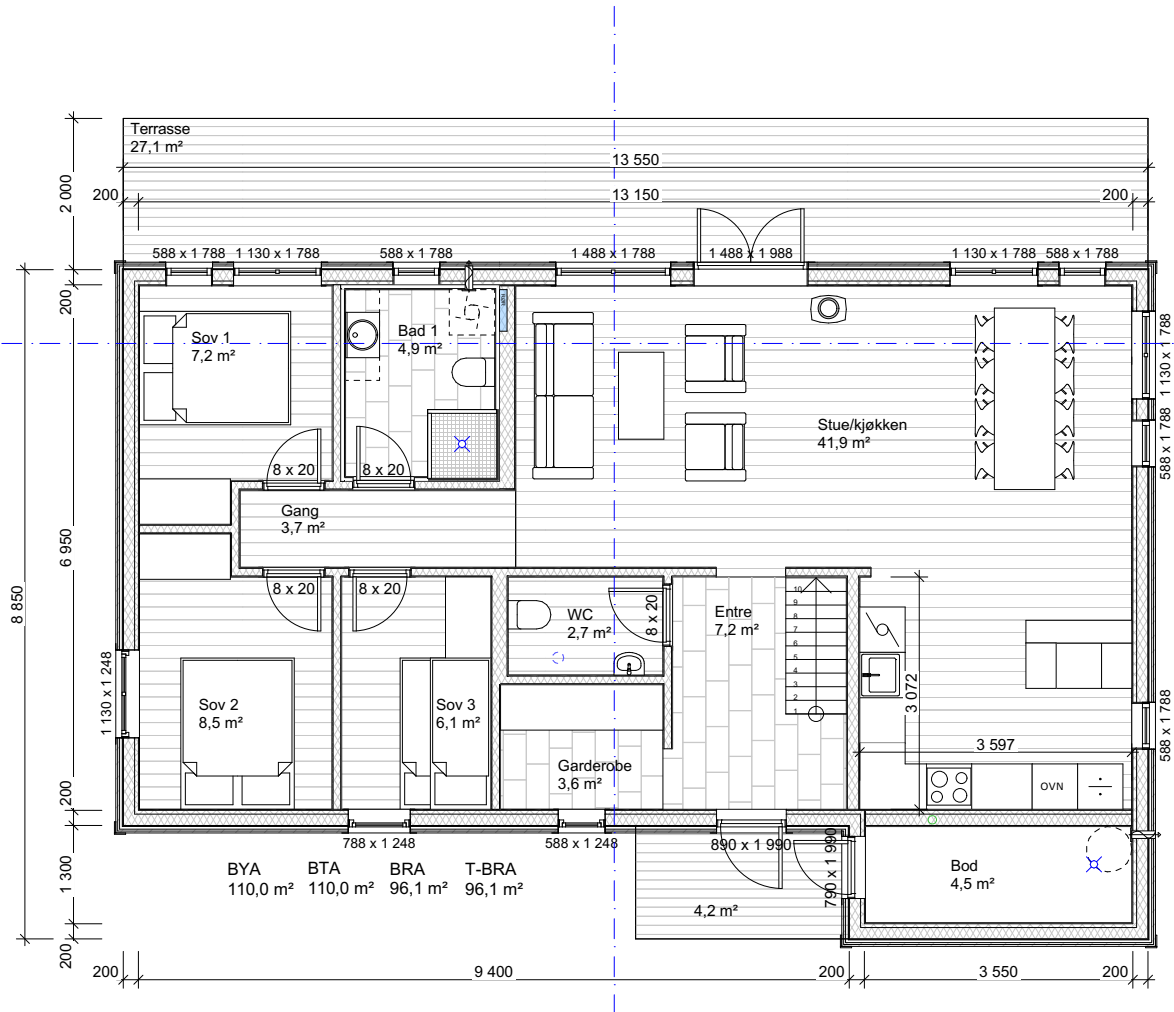 Terrasse
27,1 m²
13 550
200
13 150
200
2 000
588 x 1 788
1 130 x 1 788
588 x 1 788
1 488 x 1 788
1 488 x 1 988
1 130 x 1 788
588 x 1 788
200
Sov 1
7,2 m²
Bad 1
4,9 m²
1 130 x 1 788
588 x 1 788
Stue/kjøkken
41,9 m²
8 x 20
8 x 20
Gang
3,7 m²
6 950
8 850
8 x 20
8 x 20
WC
2,7 m²
8 x 20
Entre
7,2 m²
10
9
8
7
6
5
4
3
2
1
3 072
1 130 x 1 248
Sov 2
8,5 m²
Sov 3
6,1 m²
588 x 1 788
3 597
Garderobe
3,6 m²
OVN
200
788 x 1 248
588 x 1 248
890 x 1 990
790 x 1 990
1 300
BYA
110,0 m²
BTA
110,0 m²
BRA
96,1 m²
T-BRA
96,1 m²
Bod
4,5 m²
4,2 m²
200
200
9 400
200
3 550
200